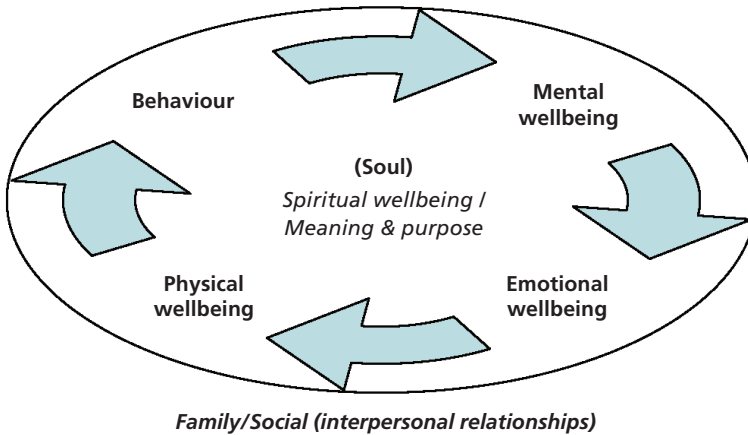 Behaviour
Mental
wellbeing
(Soul)
Spiritual wellbeing /
Meaning & purpose
Physical
wellbeing
Emotional
wellbeing
Family/Social (interpersonal relationships)